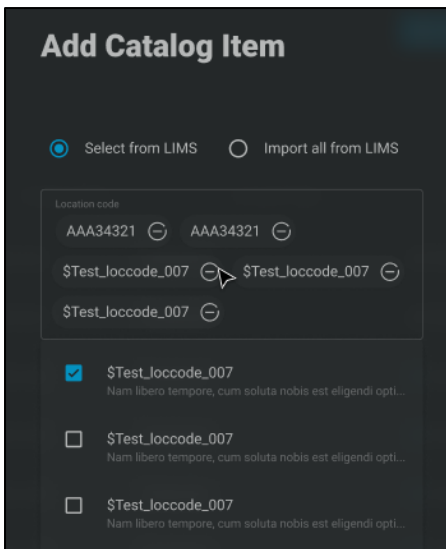 Add Catalog Item
Select from LIMS Import all from LIMS
Location code
AAA34321 AAA34321
$Test_loccode_007 $Test_loccode_007
$Test_loccode_007
$Test_loccode_007
Nam libero tempore, cum soluta nobis est eligendi opti...
$Test_loccode_007
Nam libero tempore, cum soluta nobis est eligendi opti...
$Test_loccode_007
Nam libero tempore, cum soluta nobis est eligendi opti...